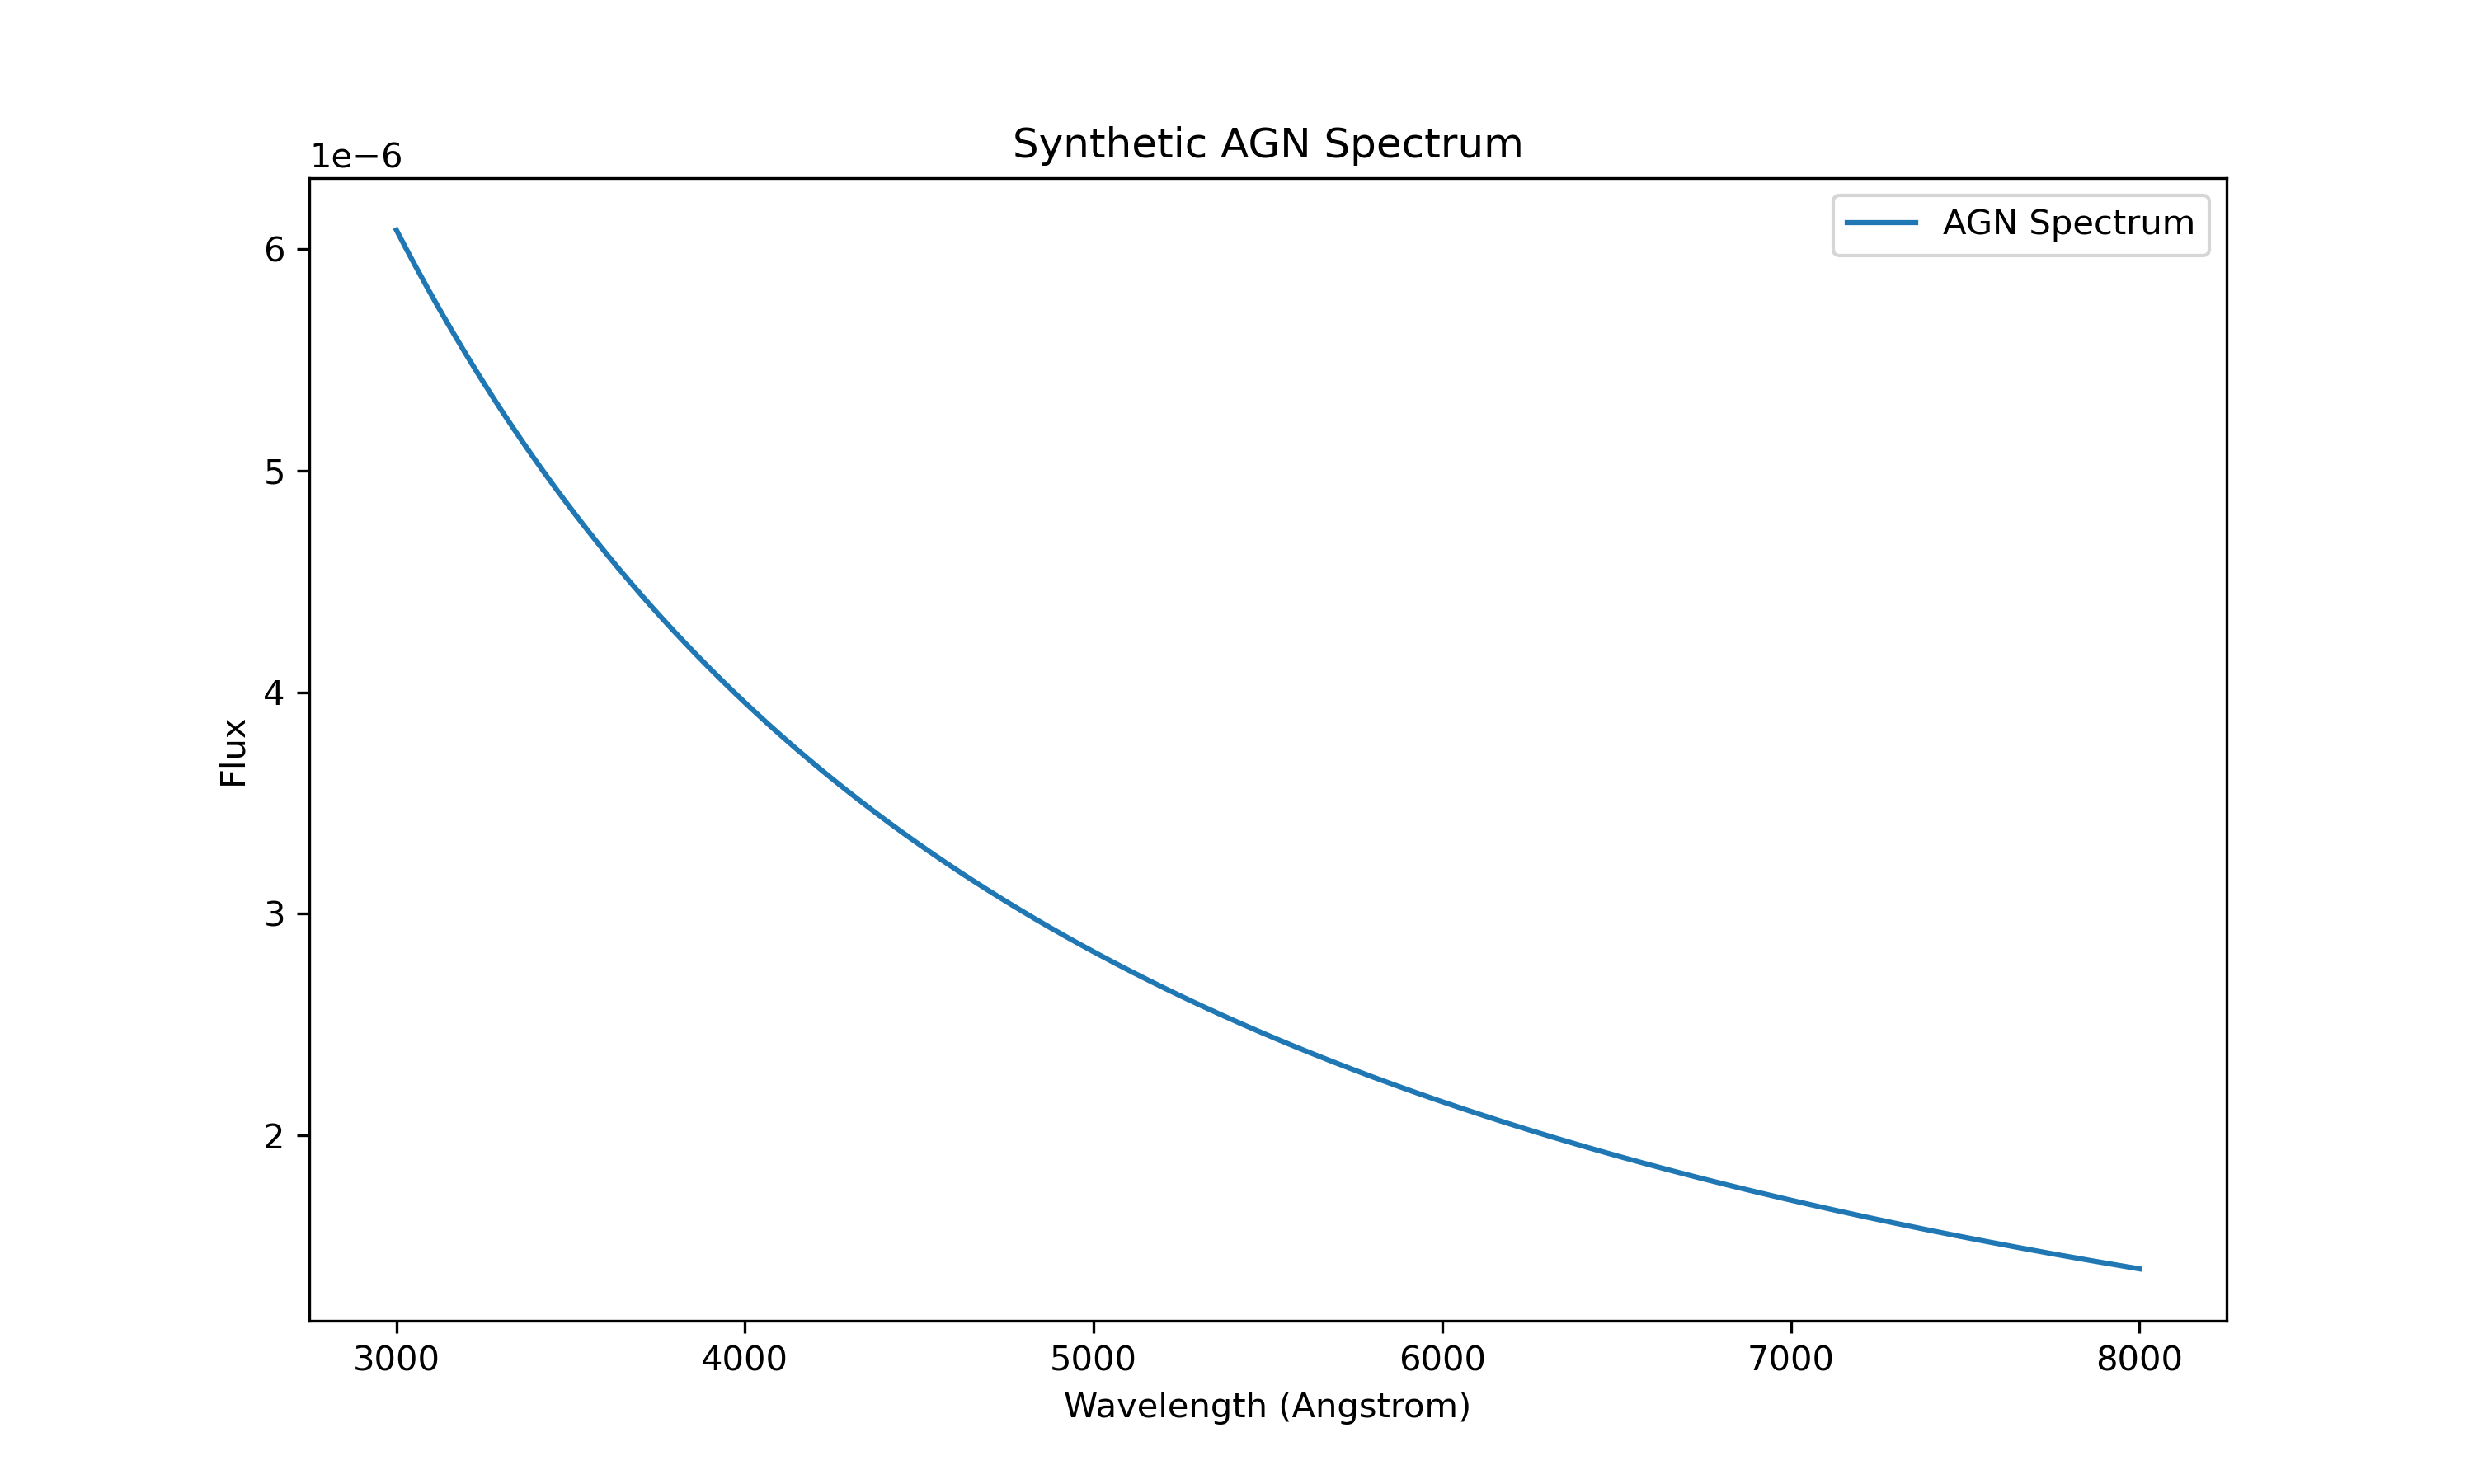 Synthetic AGN Spectrum
1e−6
AGN Spectrum
6
5
4
3
2
Flux
3000 4000 5000 6000 7000 8000
Wavelength (Angstrom)